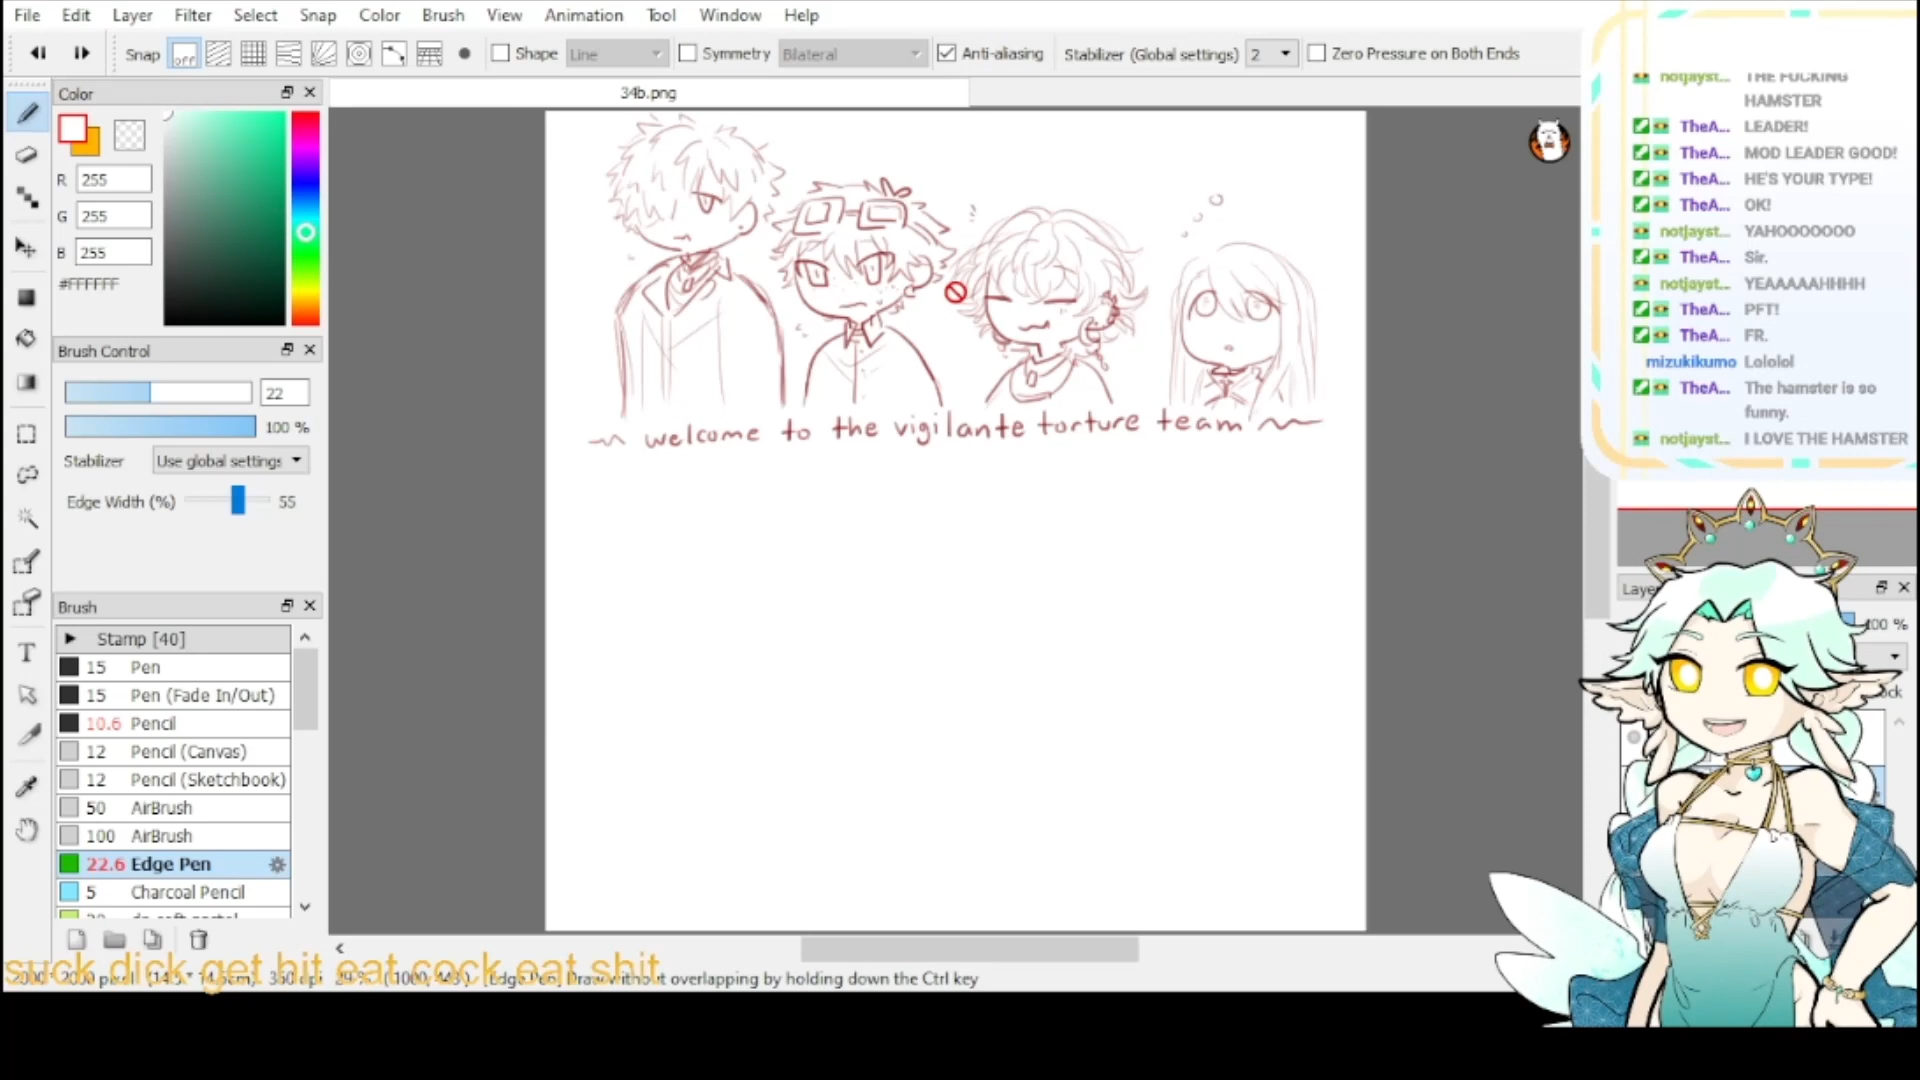 File Edit Layer Filter Select Snap Color Brush View Animation Tool Window Help
Snap off Shape Line Symmetry Bilateral Anti-aliasing Stabilizer (Global settings) 2 Zero Pressure on Both Ends
Color
34b.png
R 255
G 255
B 255
#FFFFFF
Brush Control
22
100 %
Stabilizer Use global settings
Edge Width (%) 55
Brush
Stamp [40]
15 Pen
15 Pen (Fade In/Out)
10.6 Pencil
12 Pencil (Canvas)
12 Pencil (Sketchbook)
50 AirBrush
100 AirBrush
22.6 Edge Pen
5 Charcoal Pencil
welcome to the vigilante torture team
notjayst... THE FUCKING
HAMSTER
TheA... LEADER!
TheA... MOD LEADER GOOD!
TheA... HE'S YOUR TYPE!
TheA... OK!
notjayst... YAHOOOOOOO
TheA... Sir.
notjayst... YEAAAAAHHHH
TheA... PFT!
TheA... FR.
mizukikumo Lololol
TheA... The hamster is so
funny.
notjayst... I LOVE THE HAMSTER
100 %
suck dick get hit eat cock eat shit
overlapping by holding down the Ctrl key